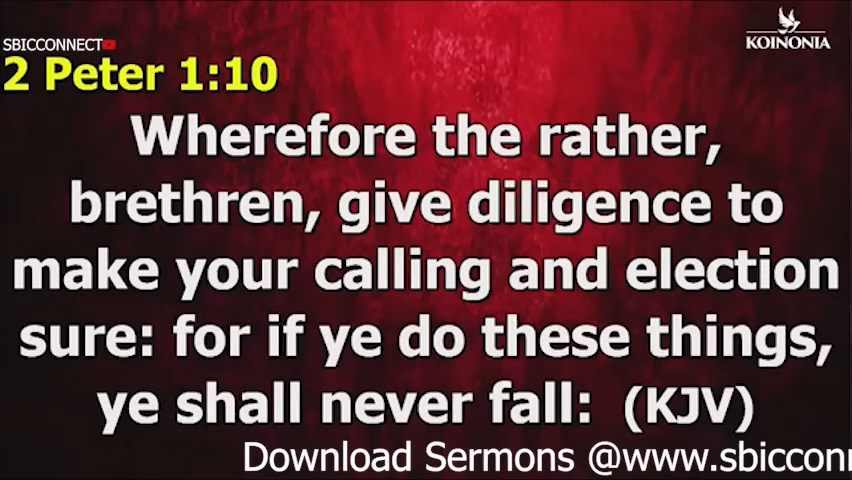 SBICCONNECT
KOINONIA
2 Peter 1:10
Wherefore the rather,
brethren, give diligence to
make your calling and election
sure: for if ye do these things,
ye shall never fall: (KJV)
Download Sermons @www.sbicconn